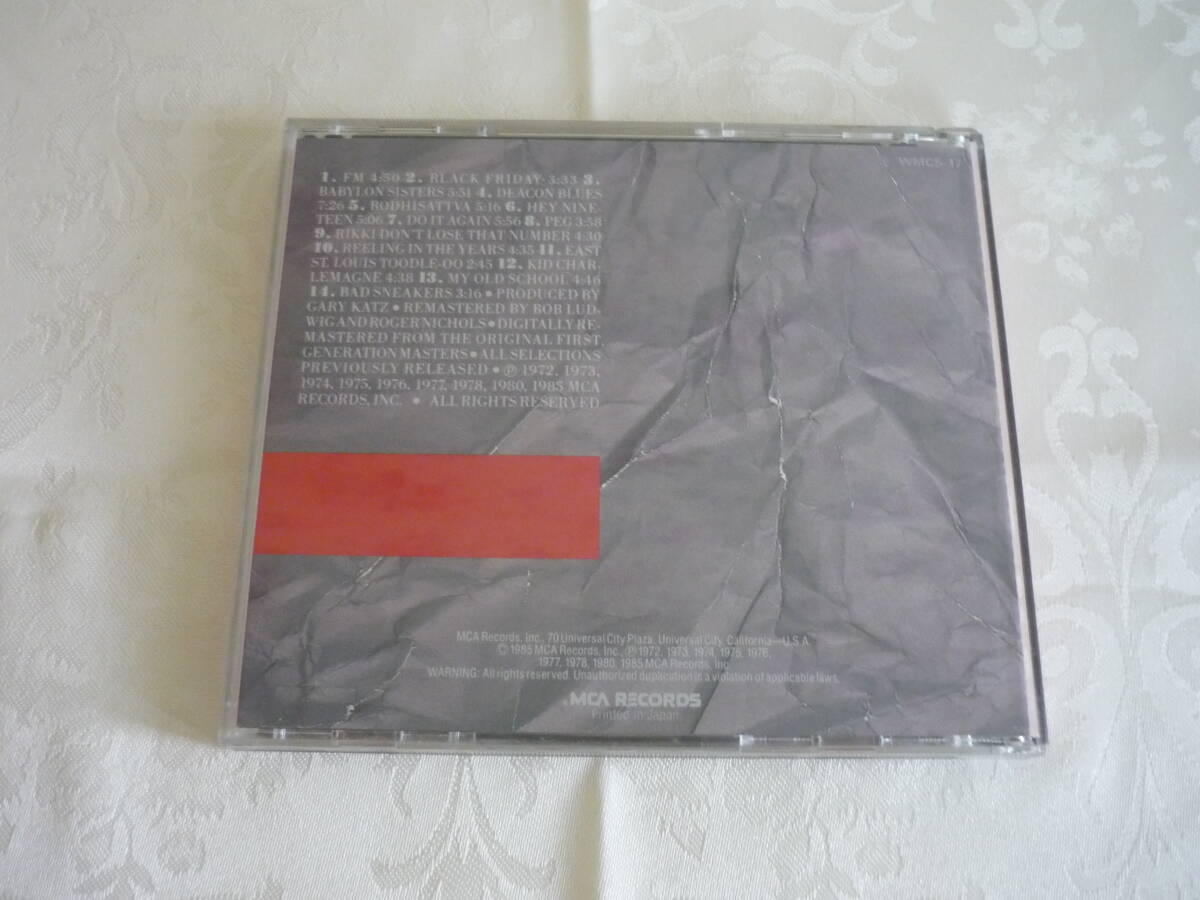 WMC5-17
1. FM 4:50 2. BLACK FRIDAY 3:33 3.
BABYLON SISTERS 5:51 4. DEACON BLUES
7:26 5. BODHISATTVA 5:16 6. HEY NINE-
TEEN 5:06 7. DO IT AGAIN 5:56 8. PEG 3:58
9. RIKKI DON'T LOSE THAT NUMBER 4:30
10. REELING IN THE YEARS 4:35 11. EAST
ST. LOUIS TOODLE-OO 2:45 12. KID CHAR-
LEMAGNE 4:38 13. MY OLD SCHOOL 4:46
14. BAD SNEAKERS 3:16 • PRODUCED BY
GARY KATZ • REMASTERED BY BOB LUD-
WIG AND ROGER NICHOLS • DIGITALLY RE-
MASTERED FROM THE ORIGINAL FIRST
GENERATION MASTERS • ALL SELECTIONS
PREVIOUSLY RELEASED • ℗ 1972, 1973,
1974, 1975, 1976, 1977, 1978, 1980, 1985 MCA
RECORDS, INC. • ALL RIGHTS RESERVED
MCA Records, Inc., 70 Universal City Plaza, Universal City, California—U.S.A.
© 1985 MCA Records, Inc., ℗ 1972, 1973, 1974, 1975, 1976,
1977, 1978, 1980, 1985 MCA Records, Inc.
WARNING: All rights reserved. Unauthorized duplication is a violation of applicable laws.
MCA RECORDS
Printed in Japan